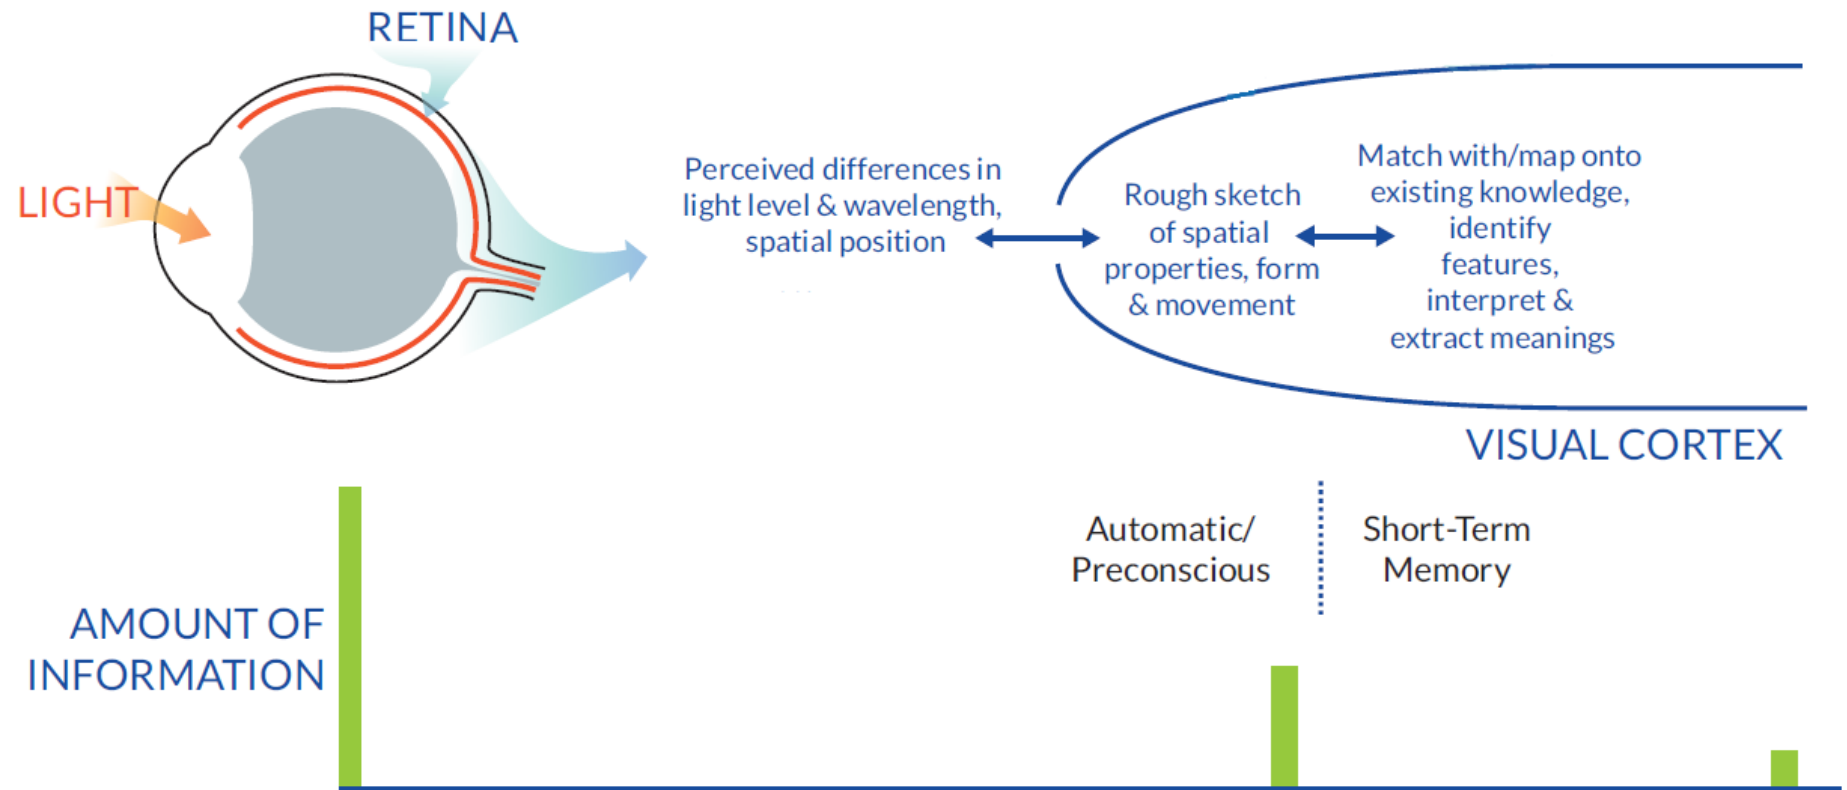 RETINA
LIGHT
Perceived differences in
light level & wavelength,
spatial position
Rough sketch
of spatial
properties, form
& movement
Match with/map onto
existing knowledge,
identify
features,
interpret &
extract meanings
VISUAL CORTEX
Automatic/
Preconscious
Short-Term
Memory
AMOUNT OF
INFORMATION